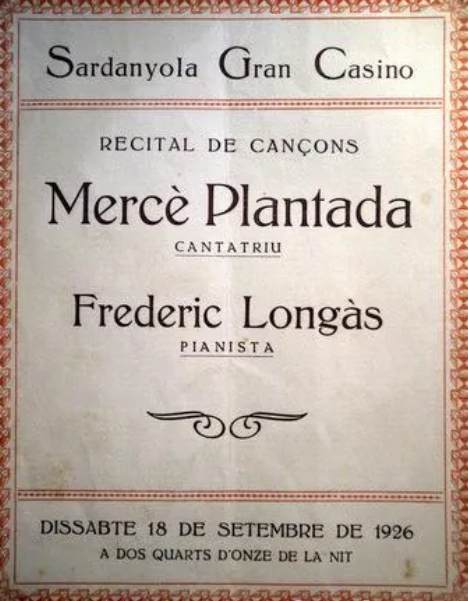 Sardanyola Gran Casino
RECITAL DE CANÇONS
Mercè Plantada
CANTATRIU
Frederic Longàs
PIANISTA
DISSABTE 18 DE SETEMBRE DE 1926
A DOS QUARTS D'ONZE DE LA NIT